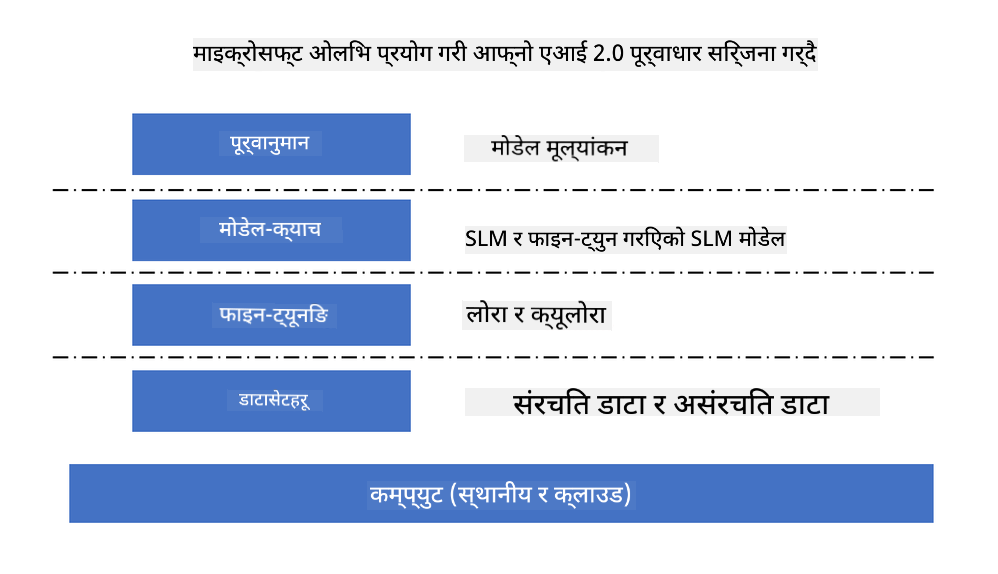 माइक्रोसफ्ट ओलभि प्रयोग गरी आफ्नो एआई 2.0 पूर्वाधार सिर्जना गर्दै
पूर्वानुमान
मोडेल मूल्यांकन
मोडेल-क्याच
SLM र फाइन-ट्युन गरिएको SLM मोडेल
फाइन-ट्यूनिङ
लोरा र क्यूलोरा
डाटासेटहरू
संरचित डाटा र असंरचित डाटा
कम्प्युट (स्थानीय र क्लाउड)